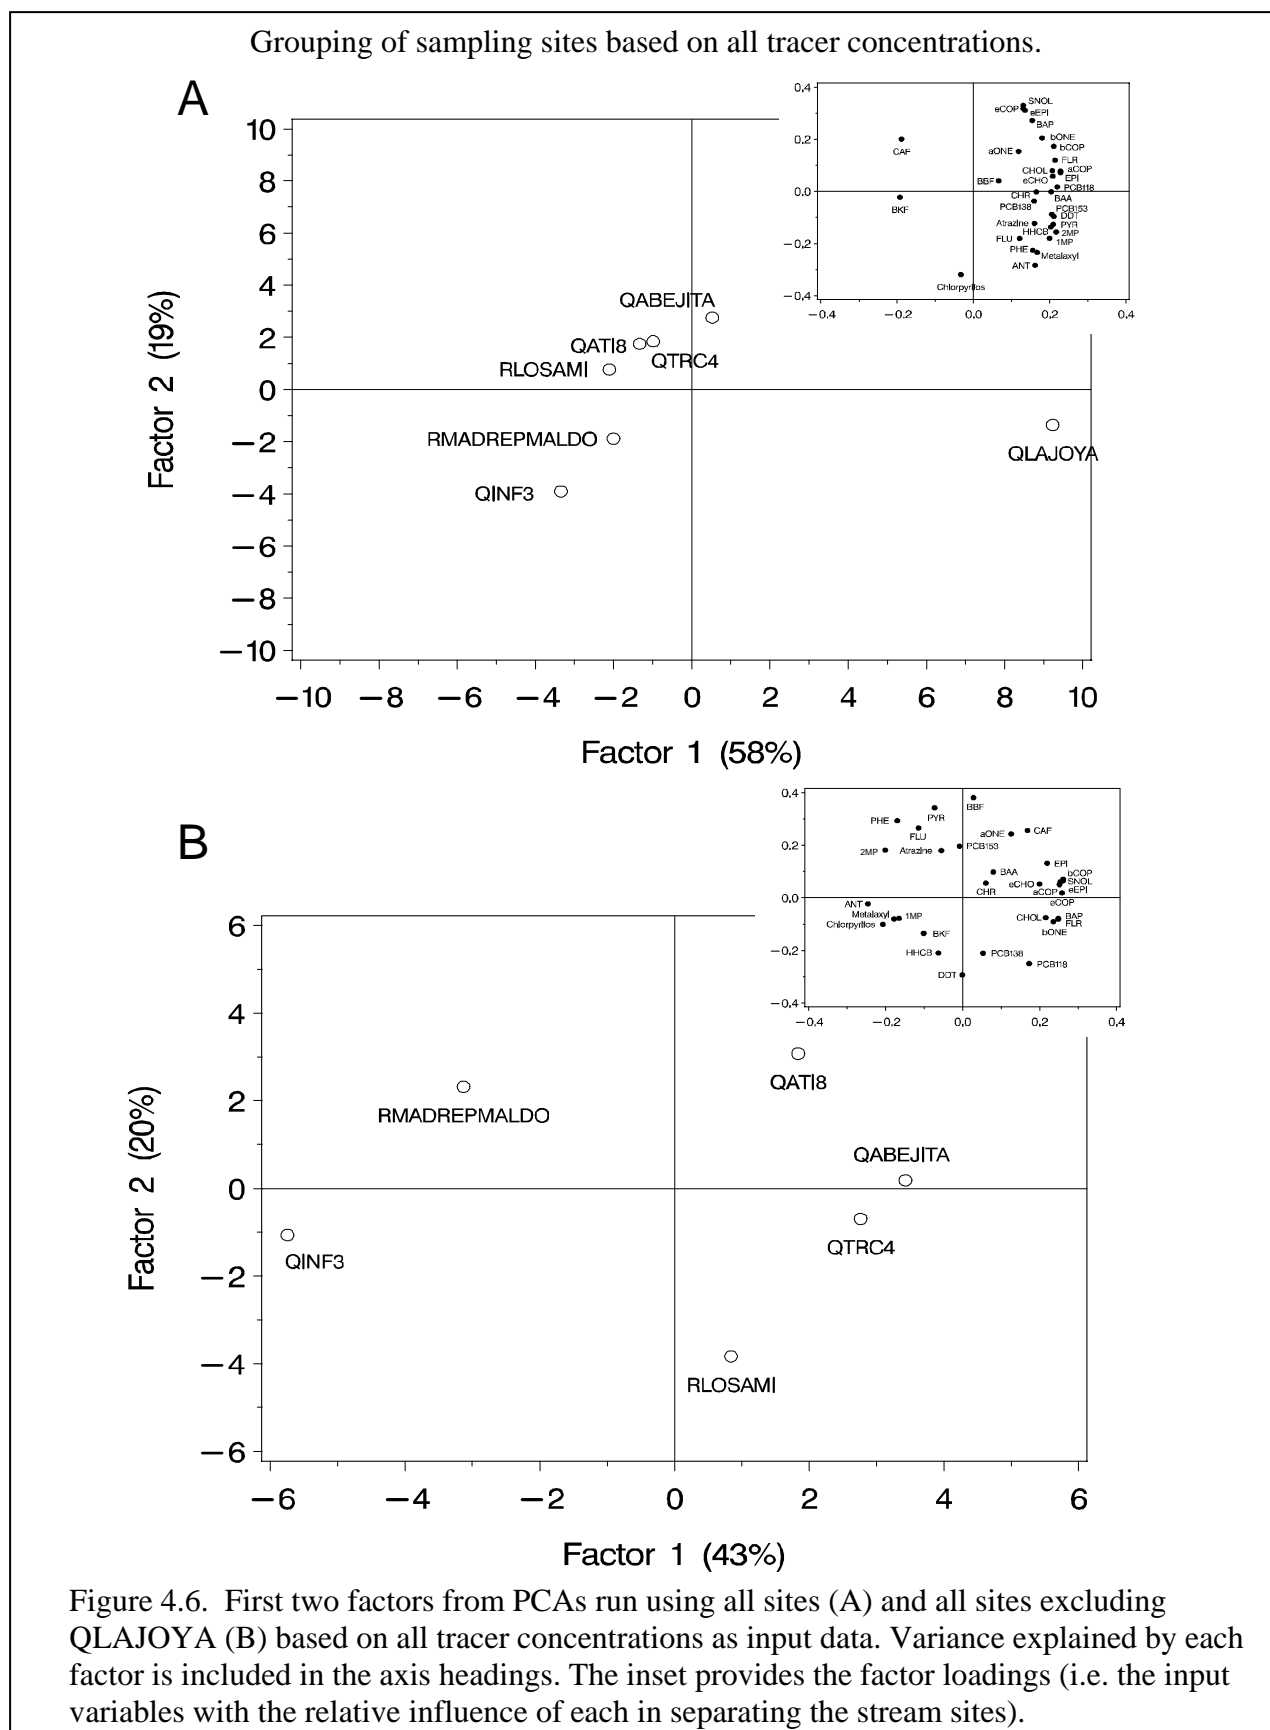 Grouping of sampling sites based on all tracer concentrations.
A
0.4
0.2
0.0
−0.2
−0.4
−0.4
−0.2
0.0
0.2
0.4
SNOL
eCOP
eEPI
BAP
bONE
bCOP
aONE
FLR
CAF
CHOL
aCOP
eCHO
EPI
BBF
PCB118
CHR
BAA
PCB138
PCB153
BKF
DDT
Atrazine
PYR
HHCB
2MP
FLU
1MP
PHE
Metalaxyl
ANT
Chlorpyrifos
10
8
6
4
2
0
−2
−4
−6
−8
−10
Factor 2 (19%)
QABEJITA
QATI8
QTRC4
RLOSAMI
RMADREPMALDO
QLAJOYA
QINF3
−10
−8
−6
−4
−2
0
2
4
6
8
10
Factor 1 (58%)
B
0.4
0.2
0.0
−0.2
−0.4
−0.4
−0.2
0.0
0.2
0.4
BBF
PYR
PHE
FLU
aONE
CAF
2MP
Atrazine
PCB153
EPI
BAA
bCOP
SNOL
CHR
eCHO
eEPI
aCOP
eCOP
ANT
Metalaxyl
1MP
Chlorpyrifos
CHOL
BAP
FLR
bONE
BKF
HHCB
PCB138
PCB118
DDT
6
4
2
0
−2
−4
−6
Factor 2 (20%)
QATI8
RMADREPMALDO
QABEJITA
QTRC4
QINF3
RLOSAMI
−6
−4
−2
0
2
4
6
Factor 1 (43%)
Figure 4.6.  First two factors from PCAs run using all sites (A) and all sites excluding
QLAJOYA (B) based on all tracer concentrations as input data. Variance explained by each
factor is included in the axis headings. The inset provides the factor loadings (i.e. the input
variables with the relative influence of each in separating the stream sites).